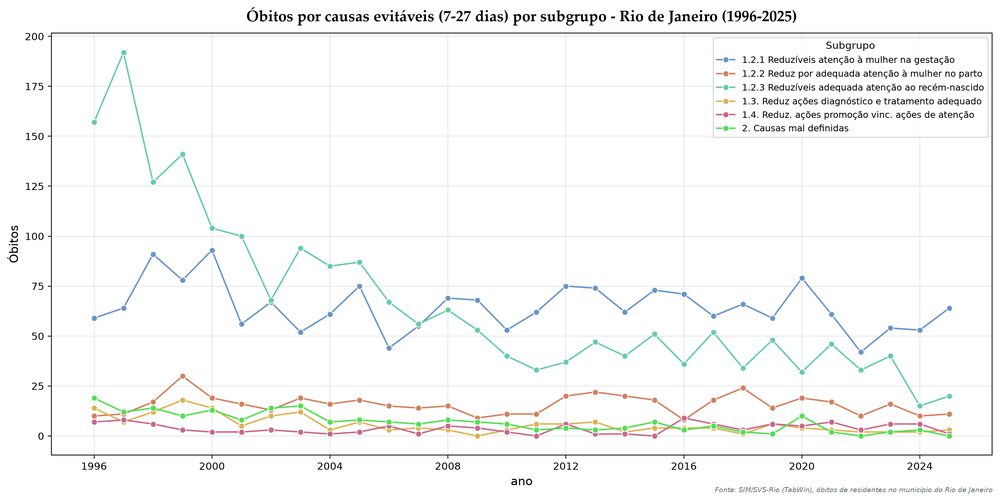 Óbitos por causas evitáveis (7-27 dias) por subgrupo - Rio de Janeiro (1996-2025)
Óbitos
200
175
150
125
100
75
50
25
0
Subgrupo
1.2.1 Reduzíveis atenção à mulher na gestação
1.2.2 Reduz por adequada atenção à mulher no parto
1.2.3 Reduzíveis adequada atenção ao recém-nascido
1.3. Reduz ações diagnóstico e tratamento adequado
1.4. Reduz. ações promoção vinc. ações de atenção
2. Causas mal definidas
1996 2000 2004 2008 2012 2016 2020 2024
ano
Fonte: SIM/SVS-Rio (TabWin), óbitos de residentes no município do Rio de Janeiro